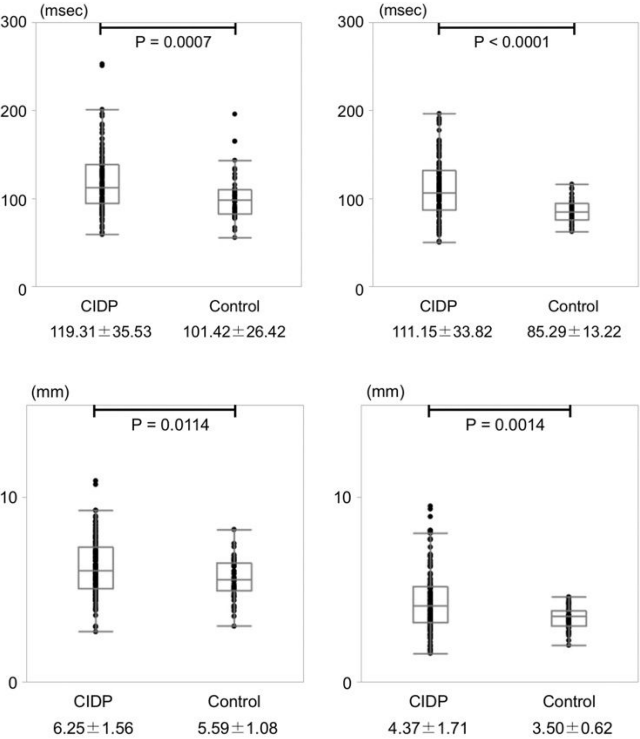 (msec) (msec)
300 300
P = 0.0007 P < 0.0001
200 200
100 100
0 0
CIDP Control CIDP Control
119.31±35.53 101.42±26.42 111.15±33.82 85.29±13.22
(mm) (mm)
P = 0.0114 P = 0.0014
10 10
0 0
CIDP Control CIDP Control
6.25±1.56 5.59±1.08 4.37±1.71 3.50±0.62